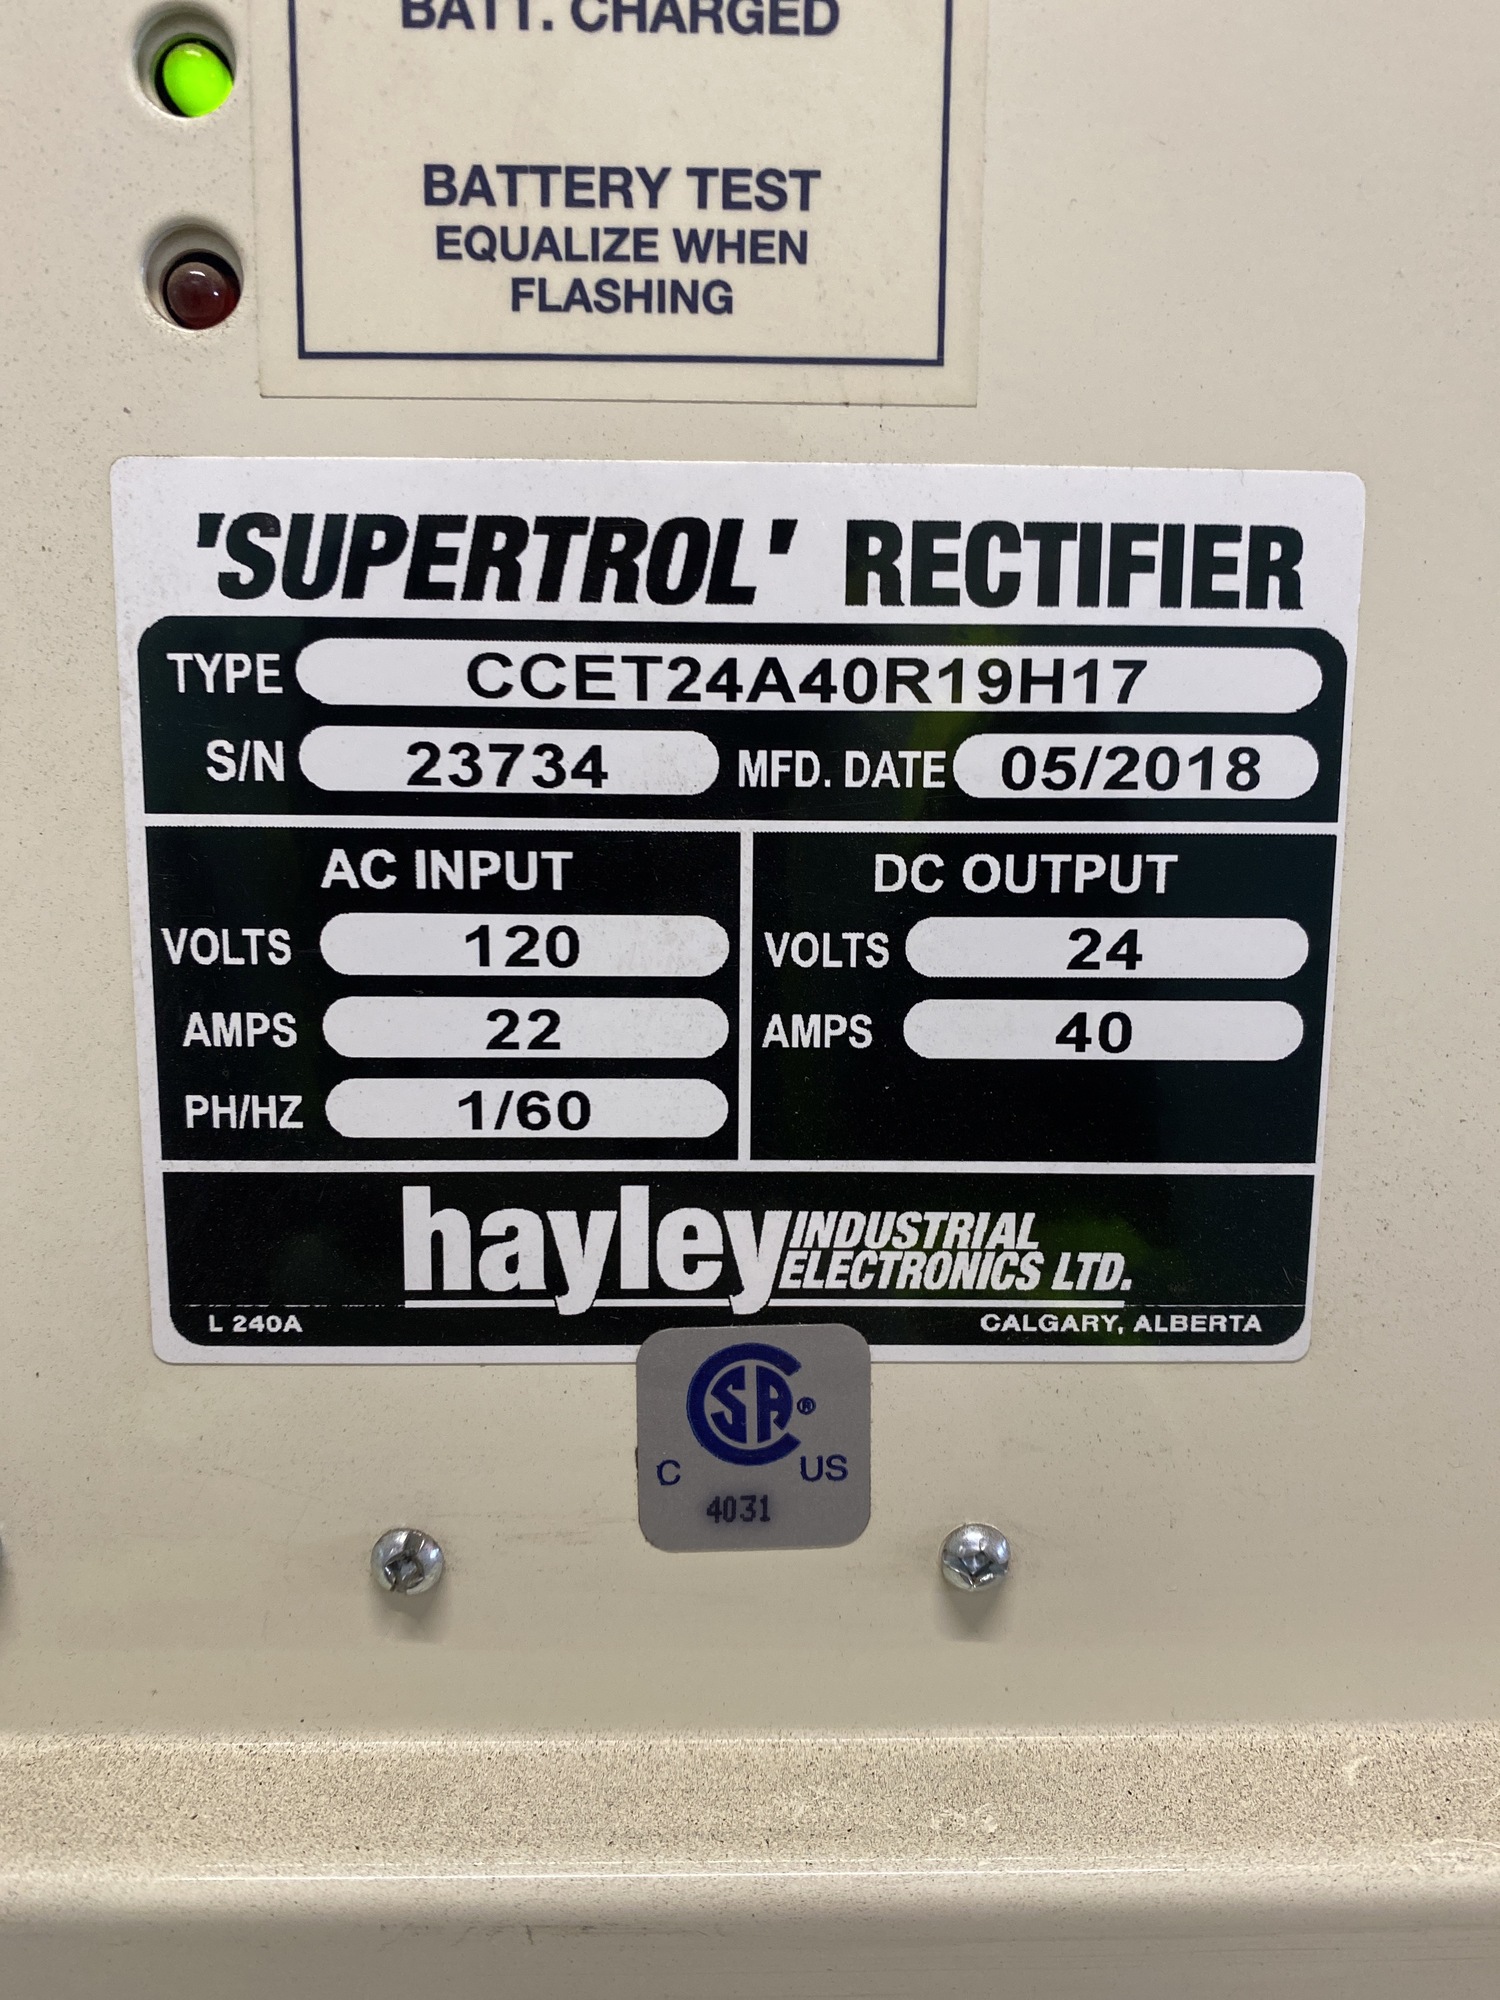 BATT. CHARGED
BATTERY TEST
EQUALIZE WHEN
FLASHING
'SUPERTROL' RECTIFIER
TYPE CCET24A40R19H17
S/N 23734 MFD. DATE 05/2018
AC INPUT DC OUTPUT
VOLTS 120 VOLTS 24
AMPS 22 AMPS 40
PH/HZ 1/60
hayley INDUSTRIAL
ELECTRONICS LTD.
L 240A CALGARY, ALBERTA
CSA ®
C US
4031